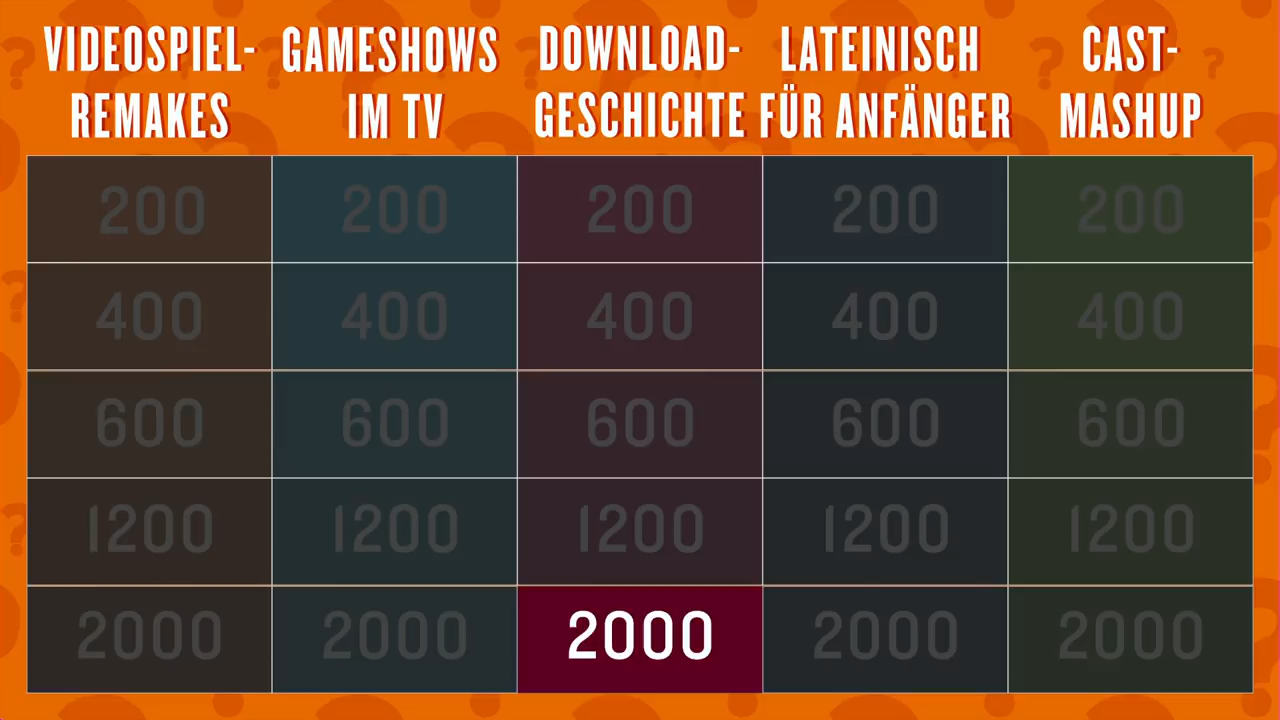 VIDEOSPIEL-
REMAKES
GAMESHOWS
IM TV
DOWNLOAD-
GESCHICHTE
LATEINISCH
FÜR ANFÄNGER
CAST-
MASHUP
200 200 200 200 200
400 400 400 400 400
600 600 600 600 600
1200 1200 1200 1200 1200
2000 2000 2000 2000 2000